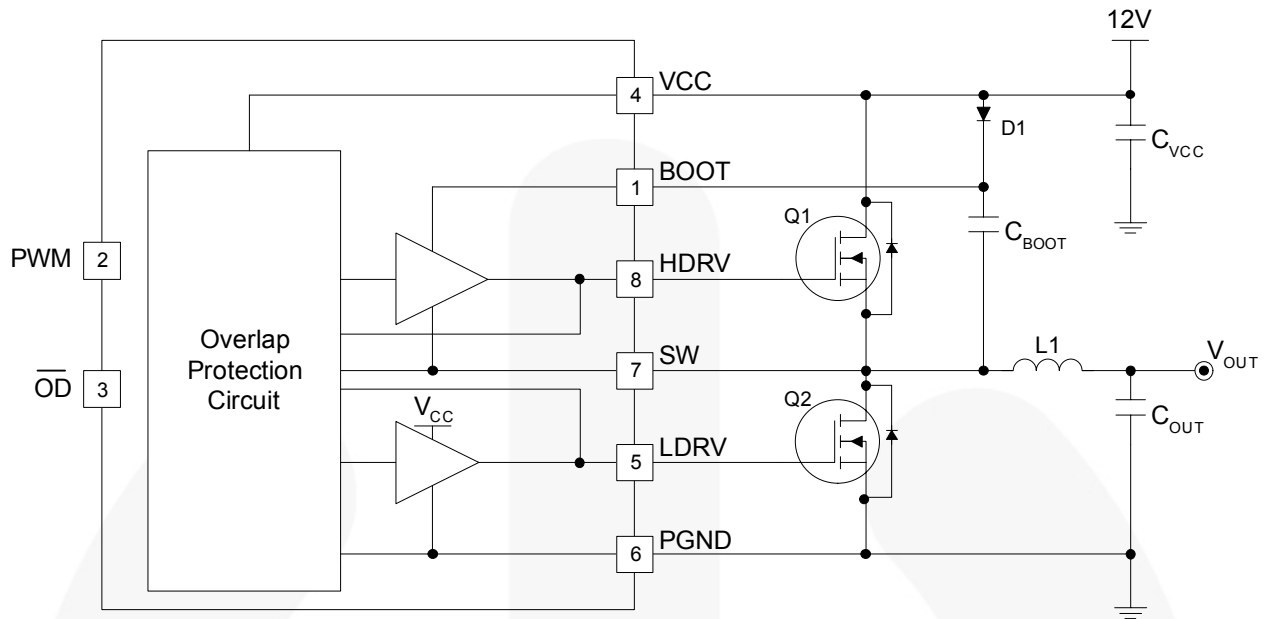 12V
4 VCC
D1
C_VCC
1 BOOT
Q1
C_BOOT
PWM 2
8 HDRV
Overlap
Protection
Circuit
L1
V_OUT
7 SW
O̅D̅ 3
Q2
C_OUT
V_CC
5 LDRV
6 PGND